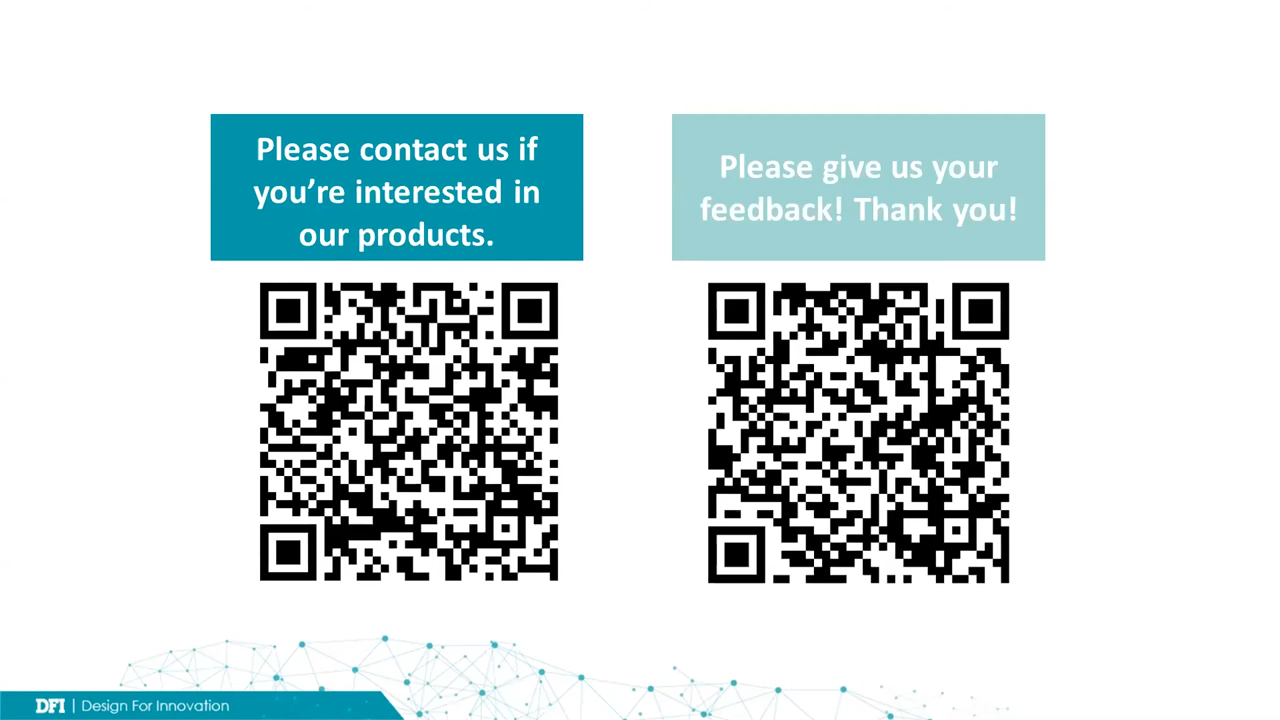 Please contact us if
you’re interested in
our products.
Please give us your
feedback! Thank you!
DFI | Design For Innovation